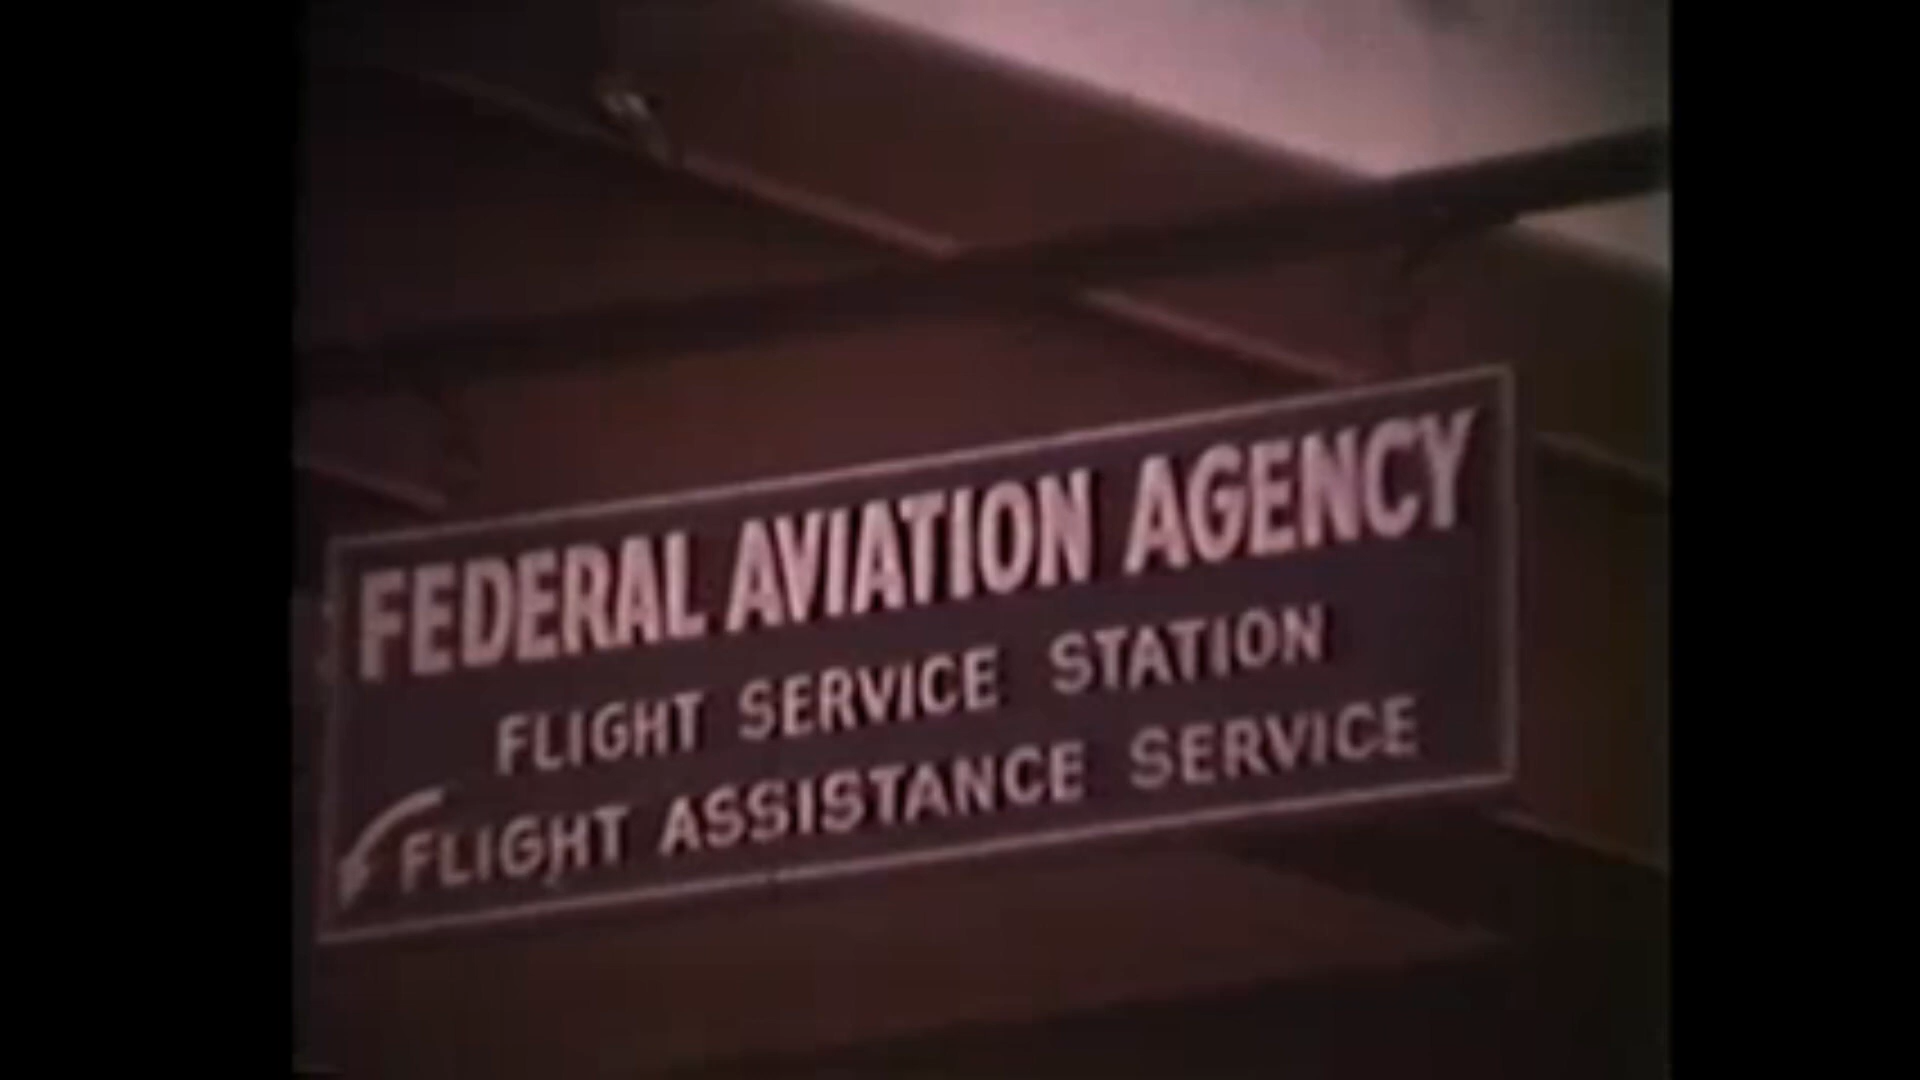 FEDERAL AVIATION AGENCY
FLIGHT SERVICE STATION
FLIGHT ASSISTANCE SERVICE